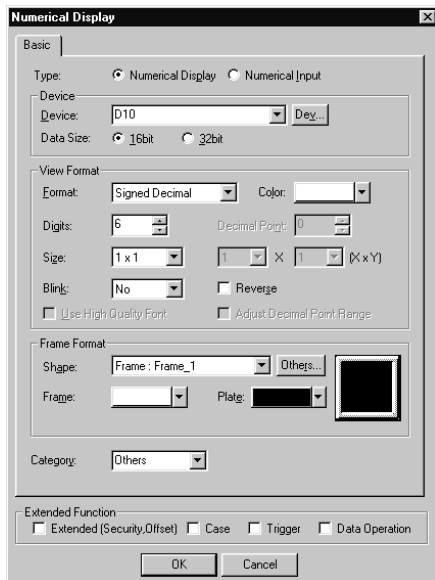 Numerical Display
Basic
Type: Numerical Display Numerical Input
Device
Device: D10 Dev...
Data Size: 16bit 32bit
View Format
Format: Signed Decimal Color:
Digits: 6 Decimal Point: 0
Size: 1 x 1 1 X 1 (X x Y)
Blink: No Reverse
Use High Quality Font Adjust Decimal Point Range
Frame Format
Shape: Frame : Frame_1 Others...
Frame: Plate:
Category: Others
Extended Function
Extended (Security,Offset) Case Trigger Data Operation
OK Cancel